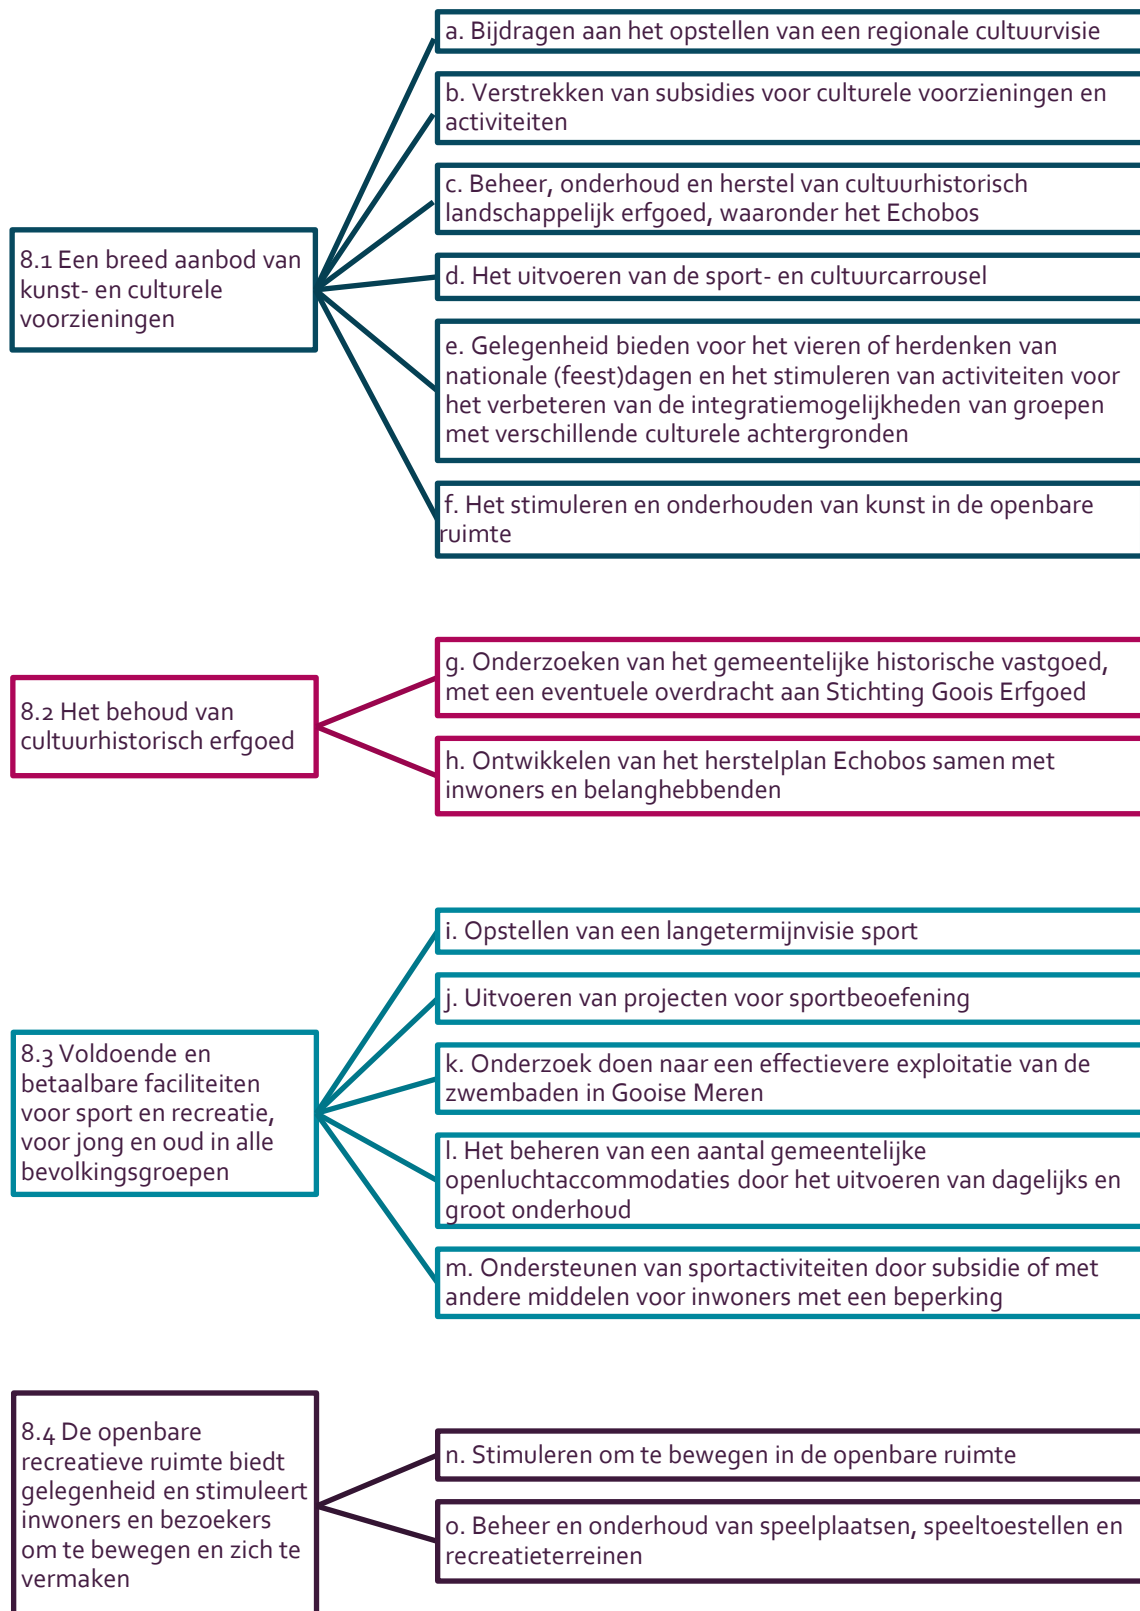 a. Bijdragen aan het opstellen van een regionale cultuurvisie
b. Verstrekken van subsidies voor culturele voorzieningen en
activiteiten
c. Beheer, onderhoud en herstel van cultuurhistorisch
landschappelijk erfgoed, waaronder het Echobos
8.1 Een breed aanbod van
kunst- en culturele
voorzieningen
d. Het uitvoeren van de sport- en cultuurcarrousel
e. Gelegenheid bieden voor het vieren of herdenken van
nationale (feest)dagen en het stimuleren van activiteiten voor
het verbeteren van de integratiemogelijkheden van groepen
met verschillende culturele achtergronden
f. Het stimuleren en onderhouden van kunst in de openbare
ruimte
8.2 Het behoud van
cultuurhistorisch erfgoed
g. Onderzoeken van het gemeentelijke historische vastgoed,
met een eventuele overdracht aan Stichting Goois Erfgoed
h. Ontwikkelen van het herstelplan Echobos samen met
inwoners en belanghebbenden
8.3 Voldoende en
betaalbare faciliteiten
voor sport en recreatie,
voor jong en oud in alle
bevolkingsgroepen
i. Opstellen van een langetermijnvisie sport
j. Uitvoeren van projecten voor sportbeoefening
k. Onderzoek doen naar een effectievere exploitatie van de
zwembaden in Gooise Meren
l. Het beheren van een aantal gemeentelijke
openluchtaccommodaties door het uitvoeren van dagelijks en
groot onderhoud
m. Ondersteunen van sportactiviteiten door subsidie of met
andere middelen voor inwoners met een beperking
8.4 De openbare
recreatieve ruimte biedt
gelegenheid en stimuleert
inwoners en bezoekers
om te bewegen en zich te
vermaken
n. Stimuleren om te bewegen in de openbare ruimte
o. Beheer en onderhoud van speelplaatsen, speeltoestellen en
recreatieterreinen